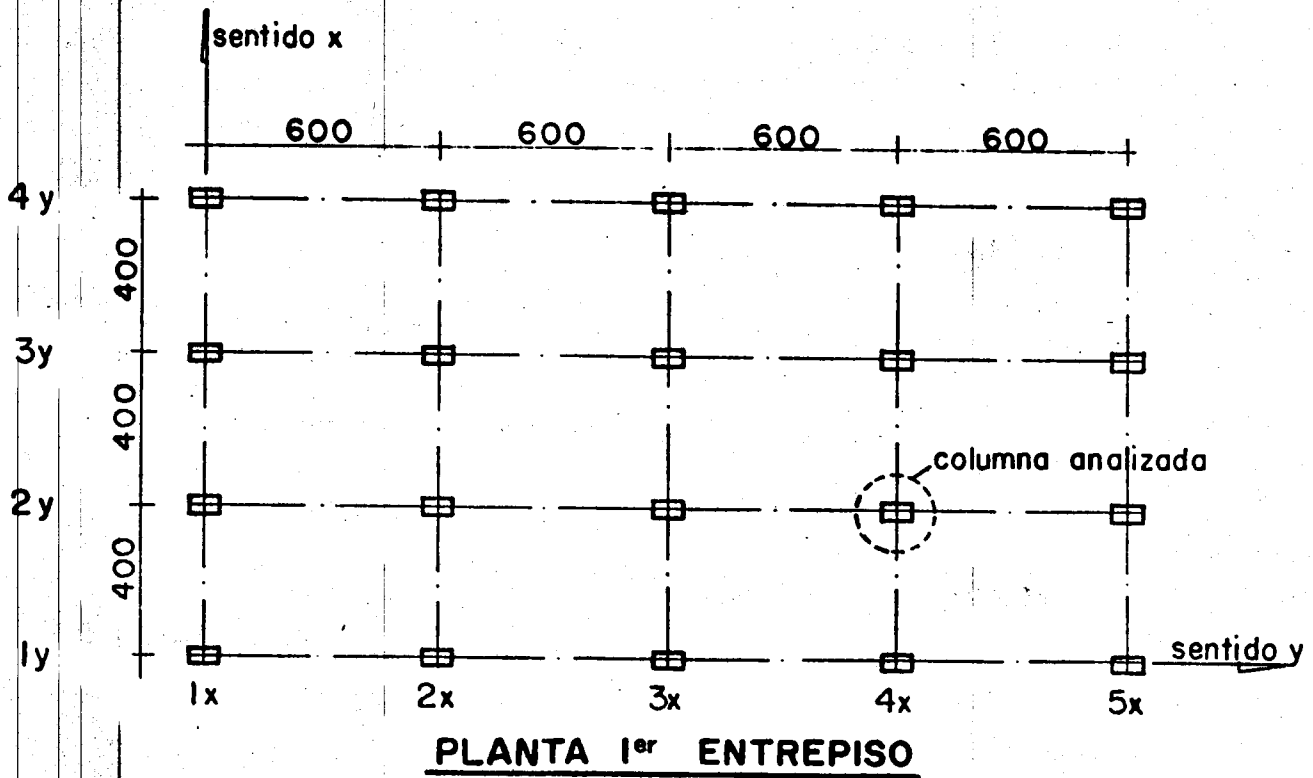 sentido x
600 600 600 600
4y
400
3y
400
columna analizada
2y
400
1y
sentido y
1x 2x 3x 4x 5x
PLANTA 1er ENTREPISO